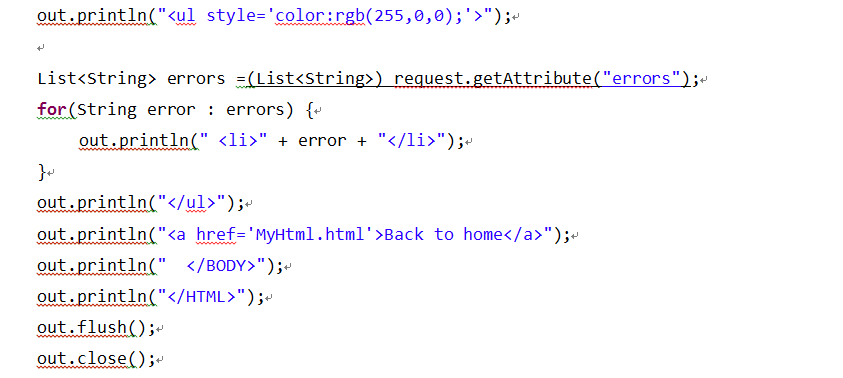 out.println("<ul style='color:rgb(255,0,0);'>");
List<String> errors =(List<String>) request.getAttribute("errors");
for(String error : errors) {
out.println(" <li>" + error + "</li>");
}
out.println("</ul>");
out.println("<a href='MyHtml.html'>Back to home</a>");
out.println("  </BODY>");
out.println("</HTML>");
out.flush();
out.close();